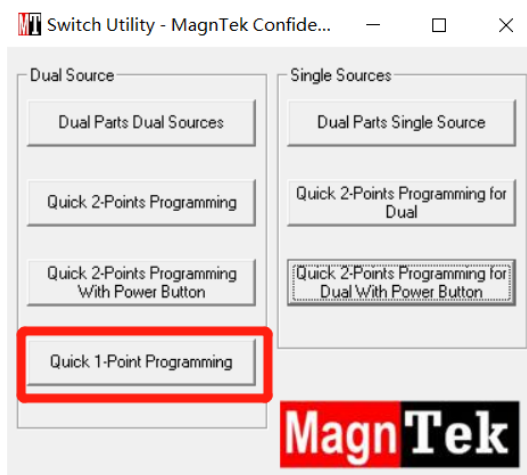 Switch Utility - MagnTek Confide...
Dual Source
Dual Parts Dual Sources
Quick 2-Points Programming
Quick 2-Points Programming
With Power Button
Quick 1-Point Programming
Single Sources
Dual Parts Single Source
Quick 2-Points Programming for
Dual
Quick 2-Points Programming for
Dual With Power Button
MagnTek